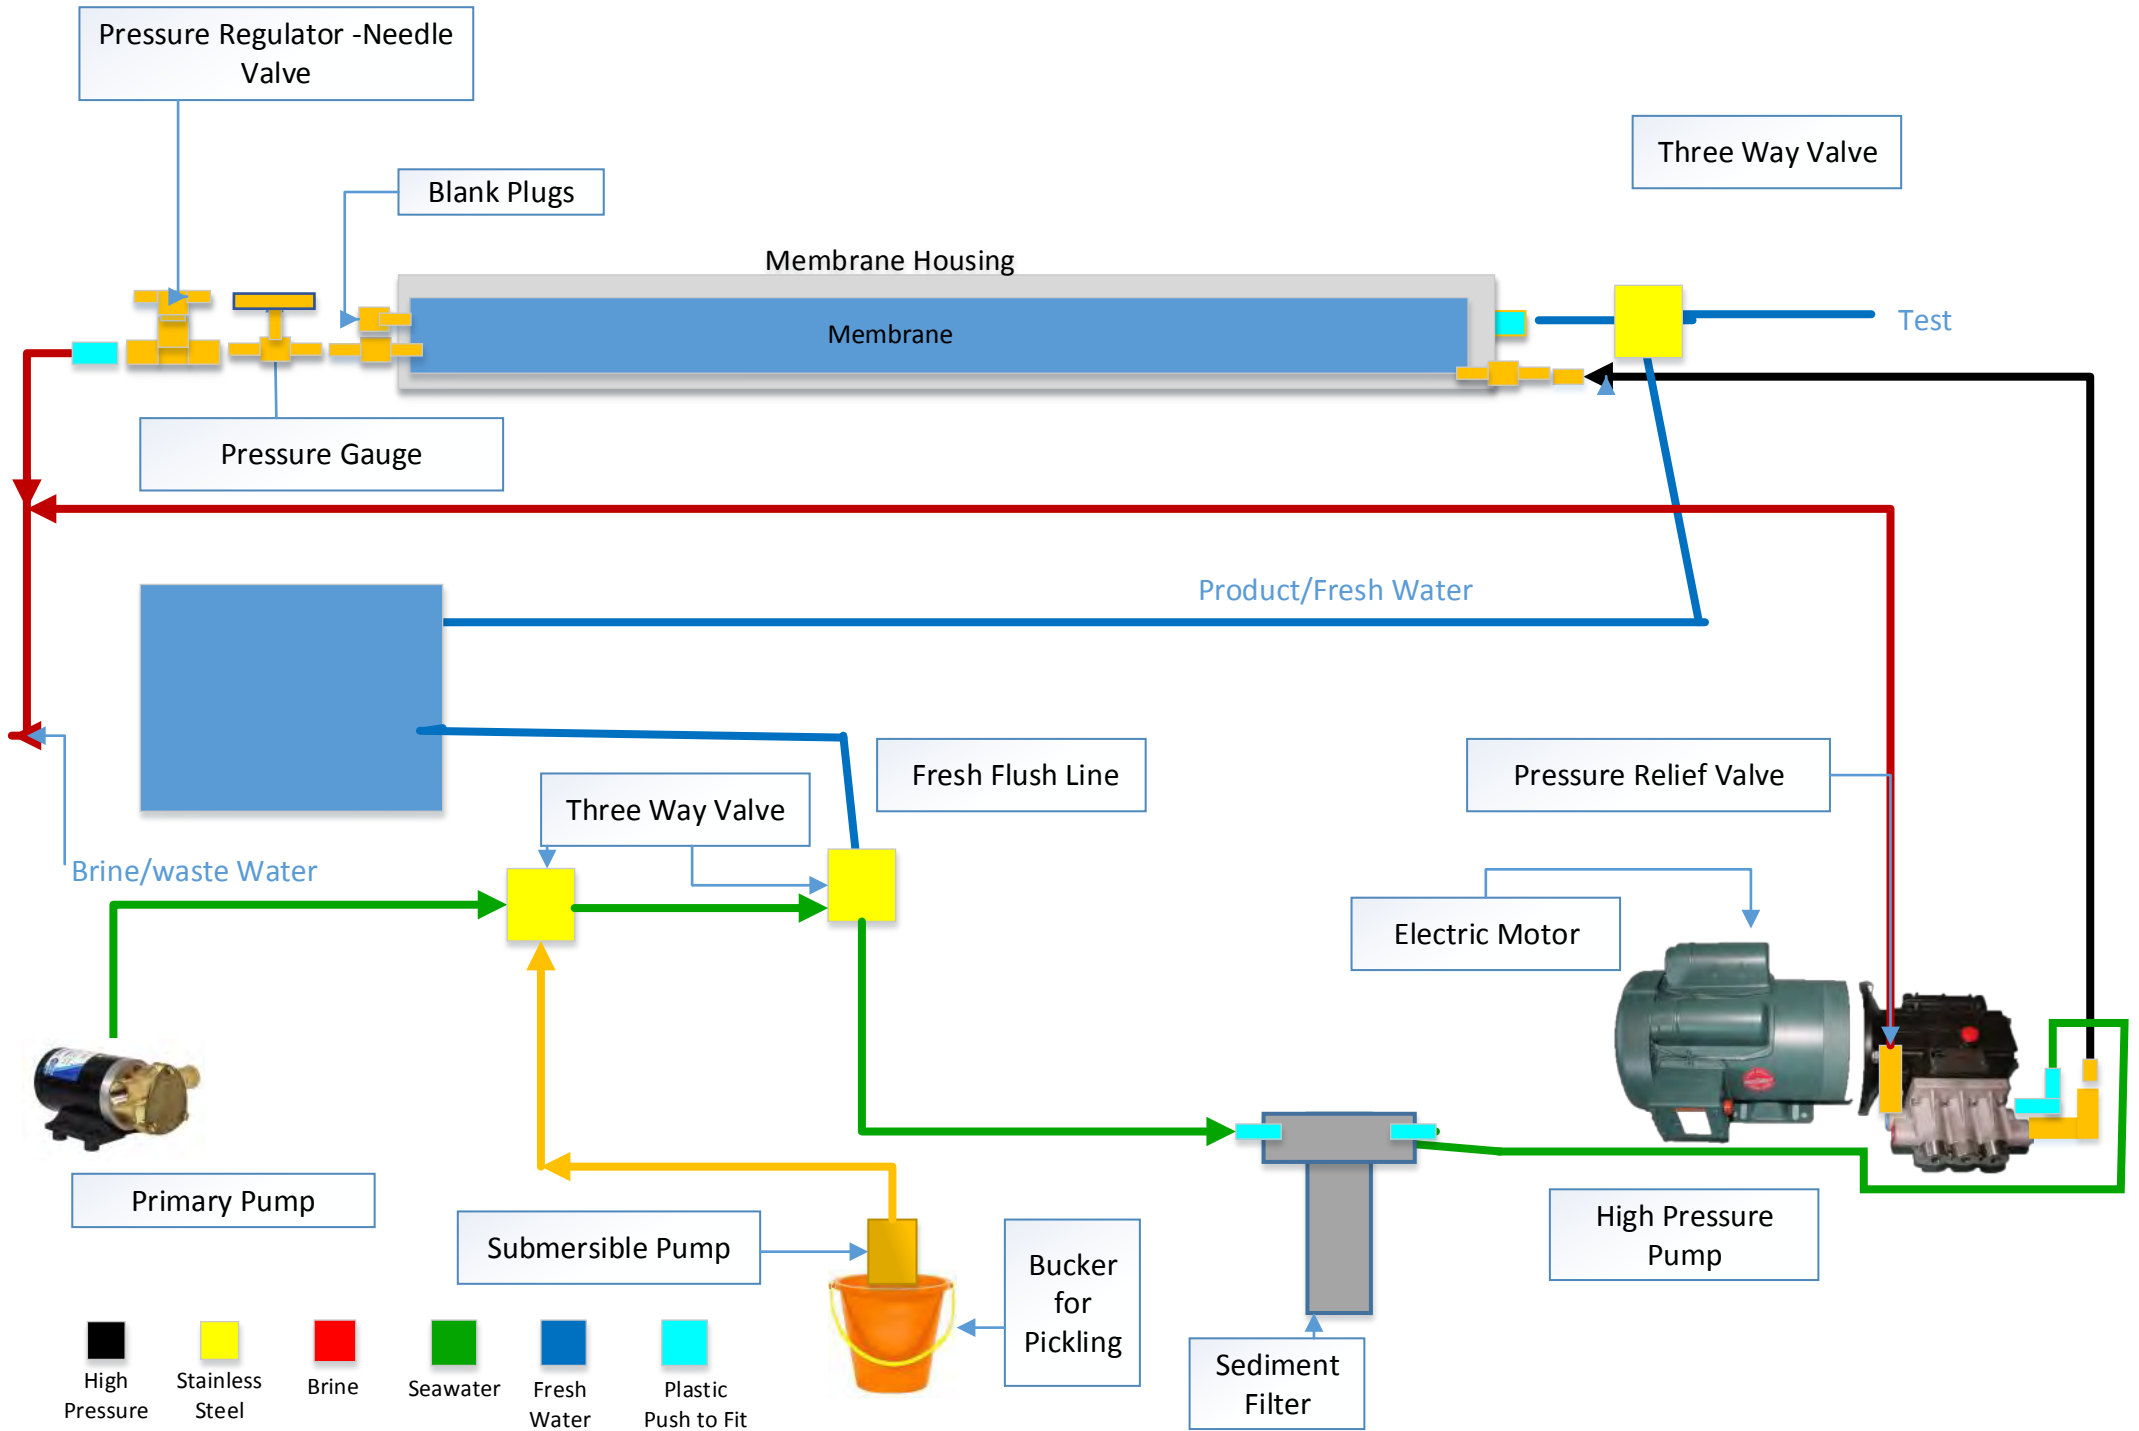 Pressure Regulator -Needle
Valve
Three Way Valve
Blank Plugs
Membrane Housing
Membrane
Test
Pressure Gauge
Product/Fresh Water
Fresh Flush Line
Pressure Relief Valve
Three Way Valve
Brine/waste Water
Electric Motor
Primary Pump
Submersible Pump
Bucker
for
Pickling
High Pressure
Pump
Sediment
Filter
High
Pressure
Stainless
Steel
Brine
Seawater
Fresh
Water
Plastic
Push to Fit